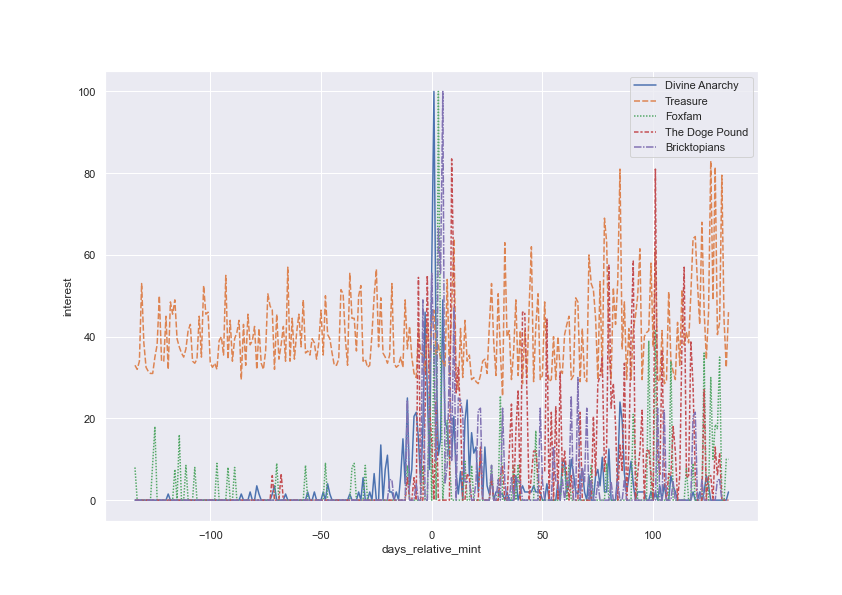 Divine Anarchy
Treasure
Foxfam
The Doge Pound
Bricktopians
100
80
60
40
20
0
interest
−100
−50
0
50
100
days_relative_mint